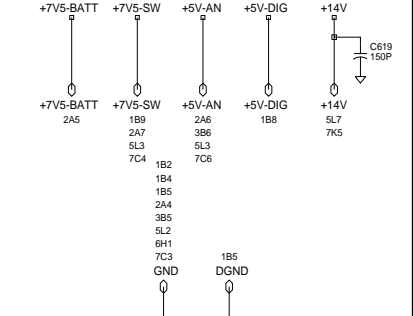 +7V5-BATT +7V5-SW +5V-AN +5V-DIG +14V
C619
150P
+7V5-BATT +7V5-SW +5V-AN +5V-DIG +14V
2A5 1B9 2A6 1B8 5L7
2A7 3B6 7K5
5L3 5L3
7C4 7C6
1B2
1B4
1B5
2A4
3B5
5L2
6H1
7C3 1B5
GND DGND